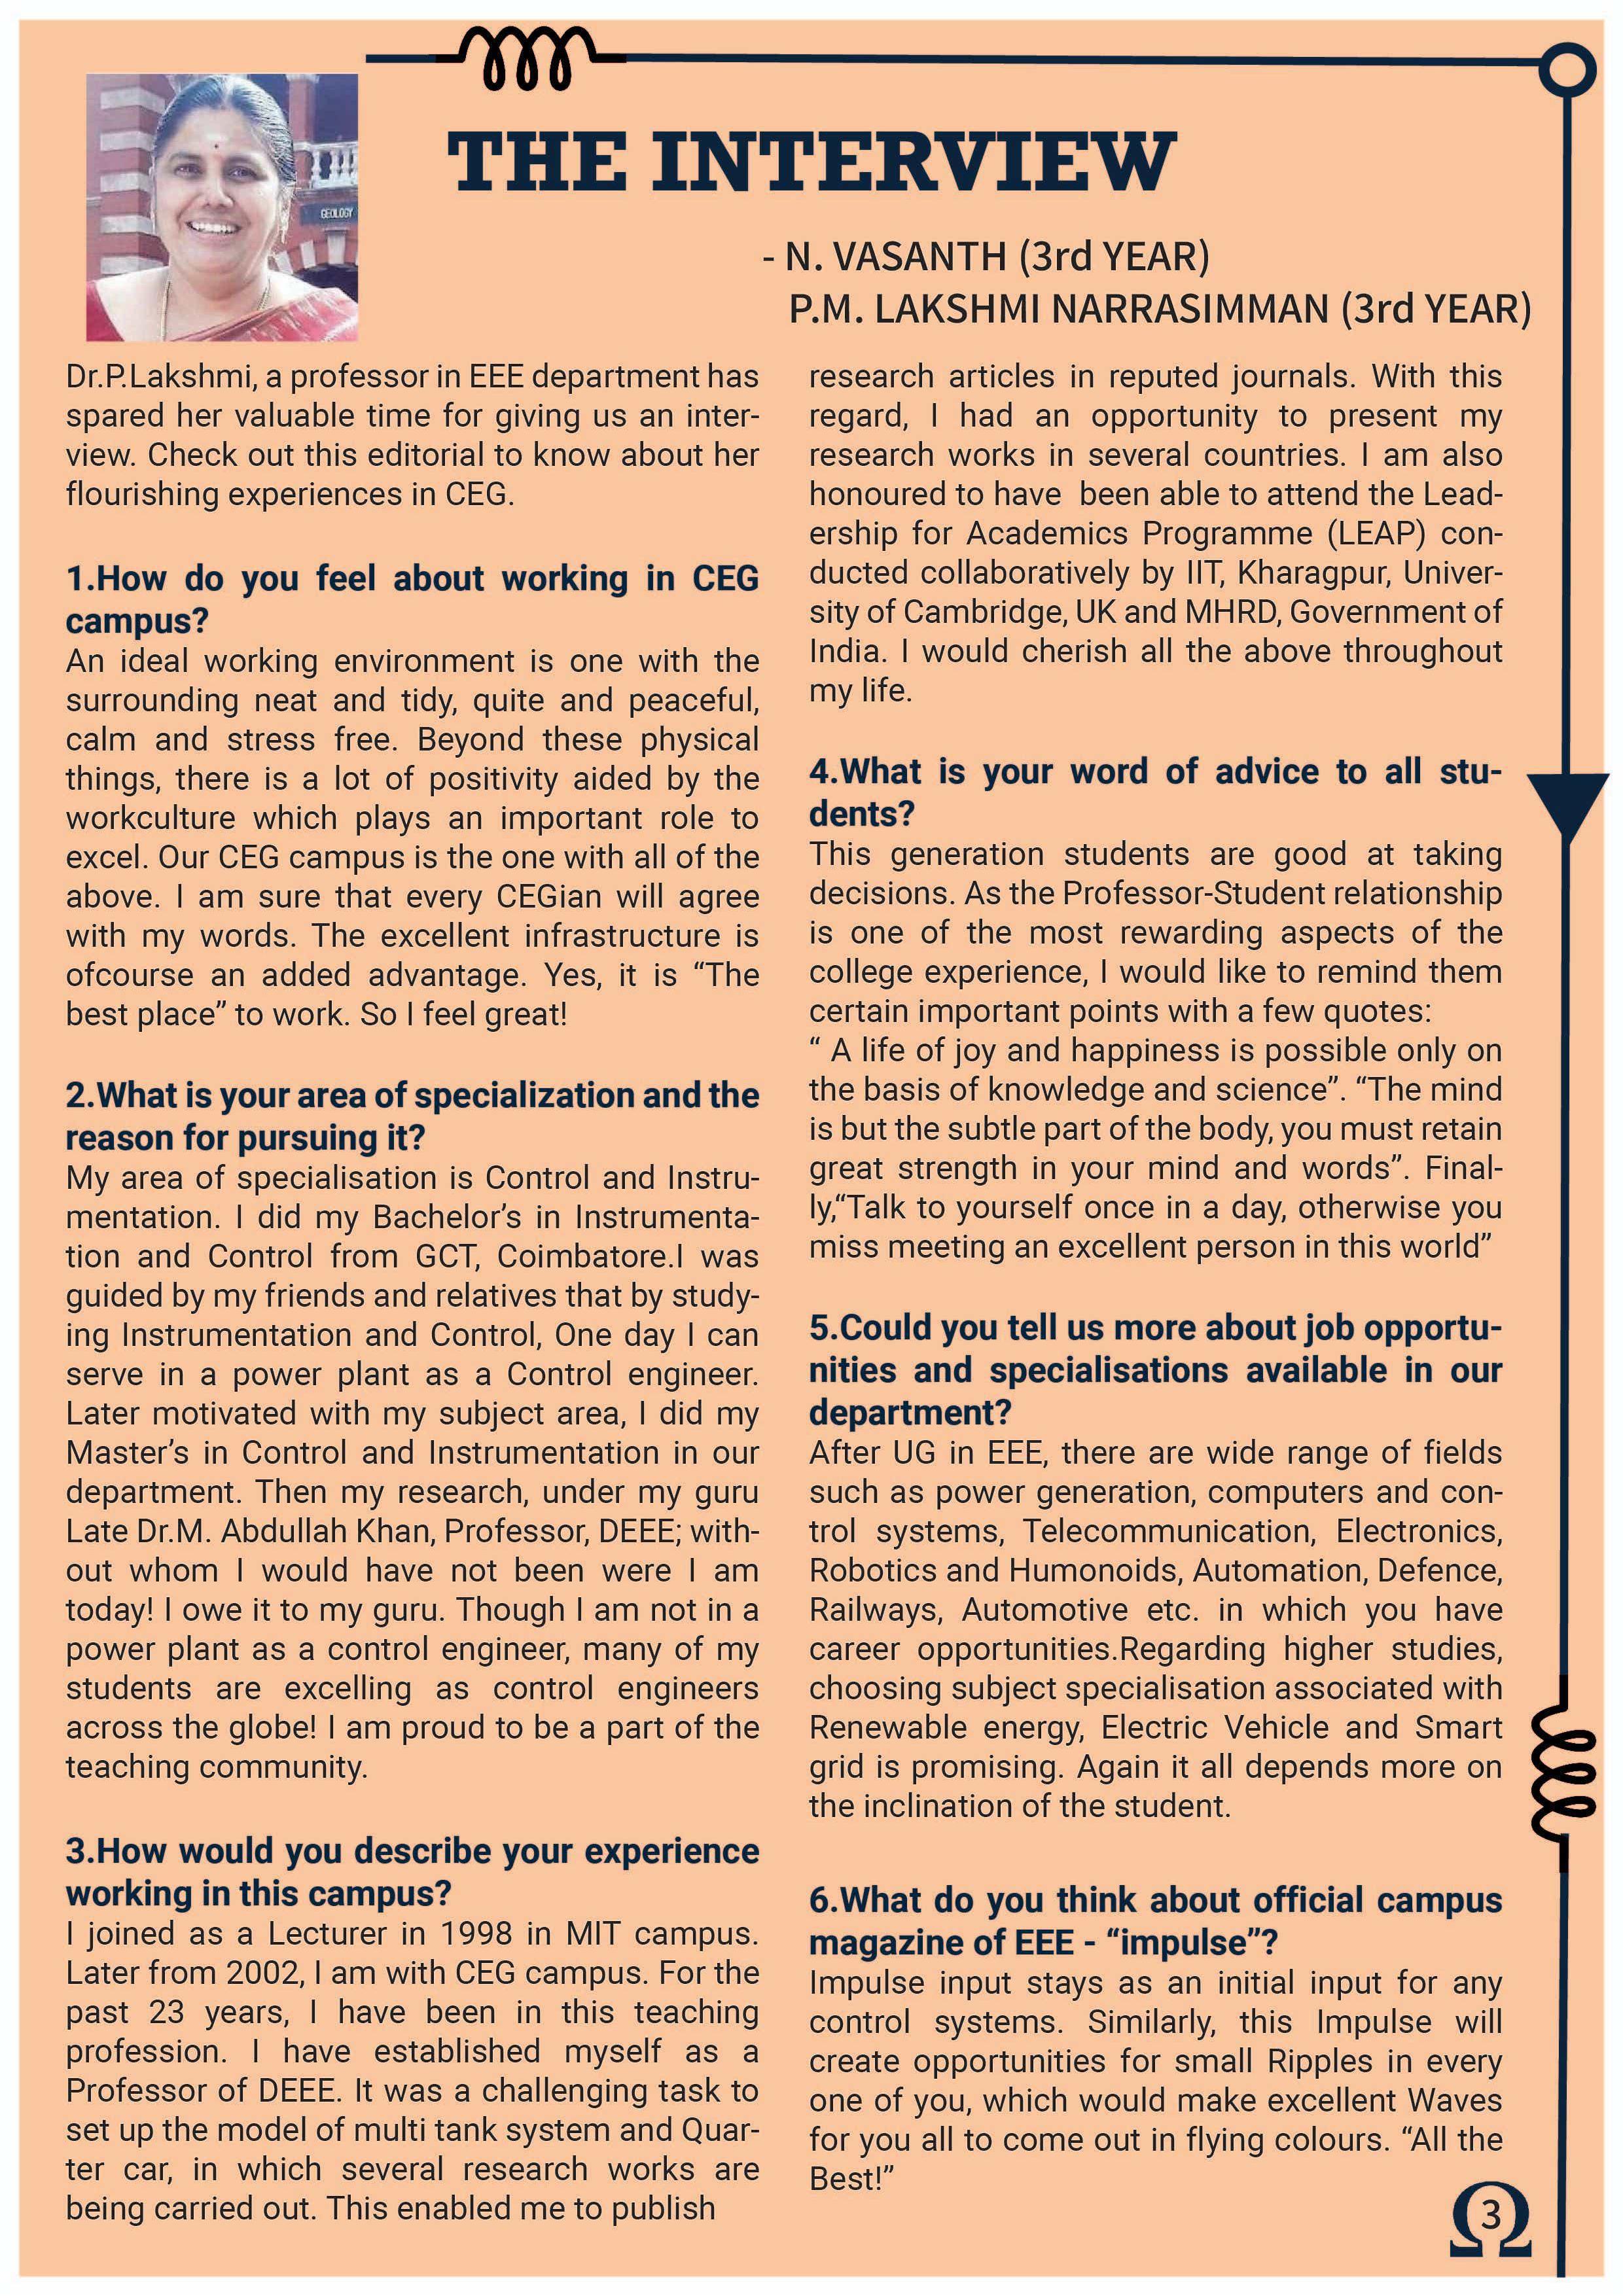 GEOLOGY
THE INTERVIEW
- N. VASANTH (3rd YEAR)
P.M. LAKSHMI NARRASIMMAN (3rd YEAR)
Dr.P.Lakshmi, a professor in EEE department has
spared her valuable time for giving us an inter-
view. Check out this editorial to know about her
flourishing experiences in CEG.
1.How do you feel about working in CEG
campus?
An ideal working environment is one with the
surrounding neat and tidy, quite and peaceful,
calm and stress free. Beyond these physical
things, there is a lot of positivity aided by the
workculture which plays an important role to
excel. Our CEG campus is the one with all of the
above. I am sure that every CEGian will agree
with my words. The excellent infrastructure is
ofcourse an added advantage. Yes, it is “The
best place” to work. So I feel great!
2.What is your area of specialization and the
reason for pursuing it?
My area of specialisation is Control and Instru-
mentation. I did my Bachelor’s in Instrumenta-
tion and Control from GCT, Coimbatore.I was
guided by my friends and relatives that by study-
ing Instrumentation and Control, One day I can
serve in a power plant as a Control engineer.
Later motivated with my subject area, I did my
Master’s in Control and Instrumentation in our
department. Then my research, under my guru
Late Dr.M. Abdullah Khan, Professor, DEEE; with-
out whom I would have not been were I am
today! I owe it to my guru. Though I am not in a
power plant as a control engineer, many of my
students are excelling as control engineers
across the globe! I am proud to be a part of the
teaching community.
3.How would you describe your experience
working in this campus?
I joined as a Lecturer in 1998 in MIT campus.
Later from 2002, I am with CEG campus. For the
past 23 years, I have been in this teaching
profession. I have established myself as a
Professor of DEEE. It was a challenging task to
set up the model of multi tank system and Quar-
ter car, in which several research works are
being carried out. This enabled me to publish
research articles in reputed journals. With this
regard, I had an opportunity to present my
research works in several countries. I am also
honoured to have been able to attend the Lead-
ership for Academics Programme (LEAP) con-
ducted collaboratively by IIT, Kharagpur, Univer-
sity of Cambridge, UK and MHRD, Government of
India. I would cherish all the above throughout
my life.
4.What is your word of advice to all stu-
dents?
This generation students are good at taking
decisions. As the Professor-Student relationship
is one of the most rewarding aspects of the
college experience, I would like to remind them
certain important points with a few quotes:
“ A life of joy and happiness is possible only on
the basis of knowledge and science”. “The mind
is but the subtle part of the body, you must retain
great strength in your mind and words”. Final-
ly,“Talk to yourself once in a day, otherwise you
miss meeting an excellent person in this world”
5.Could you tell us more about job opportu-
nities and specialisations available in our
department?
After UG in EEE, there are wide range of fields
such as power generation, computers and con-
trol systems, Telecommunication, Electronics,
Robotics and Humonoids, Automation, Defence,
Railways, Automotive etc. in which you have
career opportunities.Regarding higher studies,
choosing subject specialisation associated with
Renewable energy, Electric Vehicle and Smart
grid is promising. Again it all depends more on
the inclination of the student.
6.What do you think about official campus
magazine of EEE - “impulse”?
Impulse input stays as an initial input for any
control systems. Similarly, this Impulse will
create opportunities for small Ripples in every
one of you, which would make excellent Waves
for you all to come out in flying colours. “All the
Best!”
3